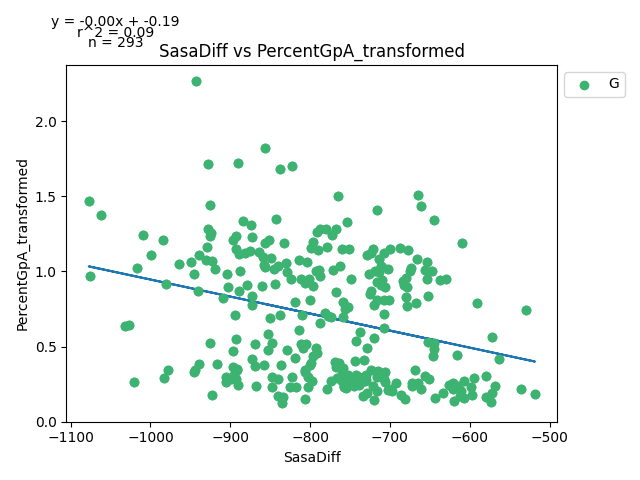 y = -0.00x + -0.19
r^2 = 0.09
n = 293
SasaDiff vs PercentGpA_transformed
G
PercentGpA_transformed
2.0
1.5
1.0
0.5
0.0
−1100 −1000 −900 −800 −700 −600 −500
SasaDiff